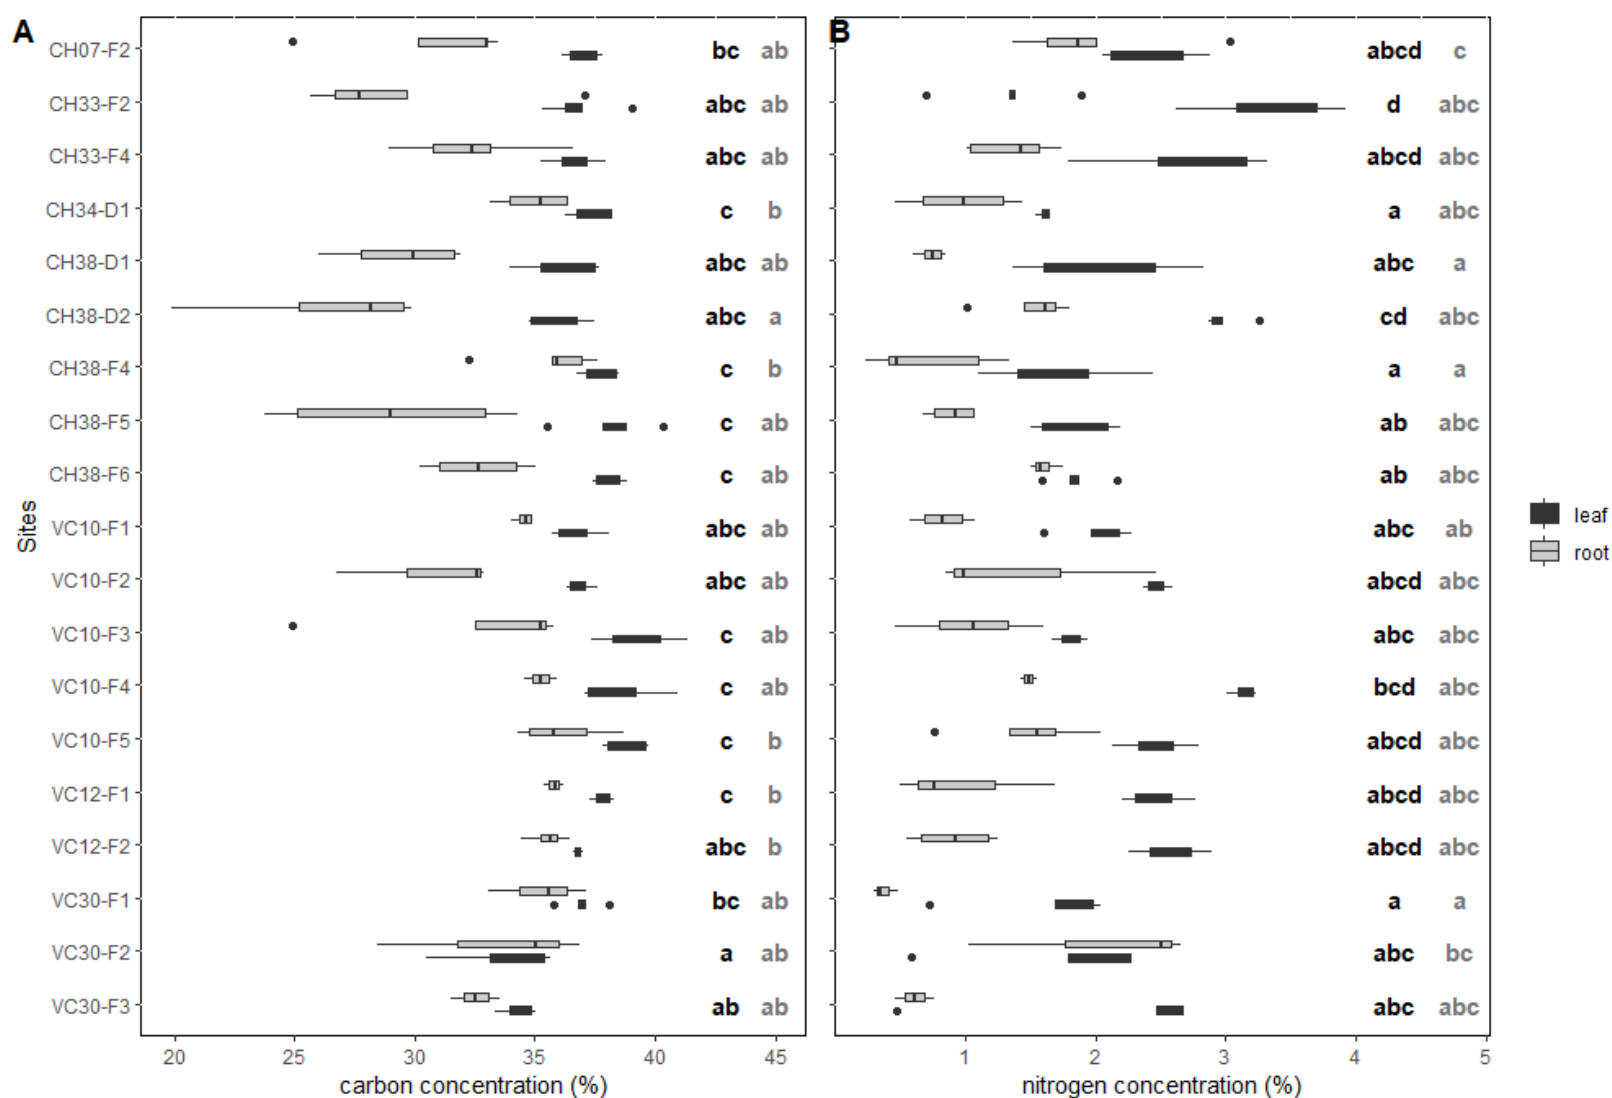 A B
CH07-F2 bc ab abcd c
CH33-F2 abc ab d abc
CH33-F4 abc ab abcd abc
CH34-D1 c b a abc
CH38-D1 abc ab abc a
CH38-D2 abc a cd abc
CH38-F4 c b a a
CH38-F5 c ab ab abc
CH38-F6 c ab ab abc
VC10-F1 abc ab abc ab
VC10-F2 abc ab abcd abc
VC10-F3 c ab abc abc
VC10-F4 c ab bcd abc
VC10-F5 c b abcd abc
VC12-F1 c b abcd abc
VC12-F2 abc b abcd abc
VC30-F1 bc ab a a
VC30-F2 a ab abc bc
VC30-F3 ab ab abc abc
Sites
leaf
root
20 25 30 35 40 45 1 2 3 4 5
carbon concentration (%) nitrogen concentration (%)